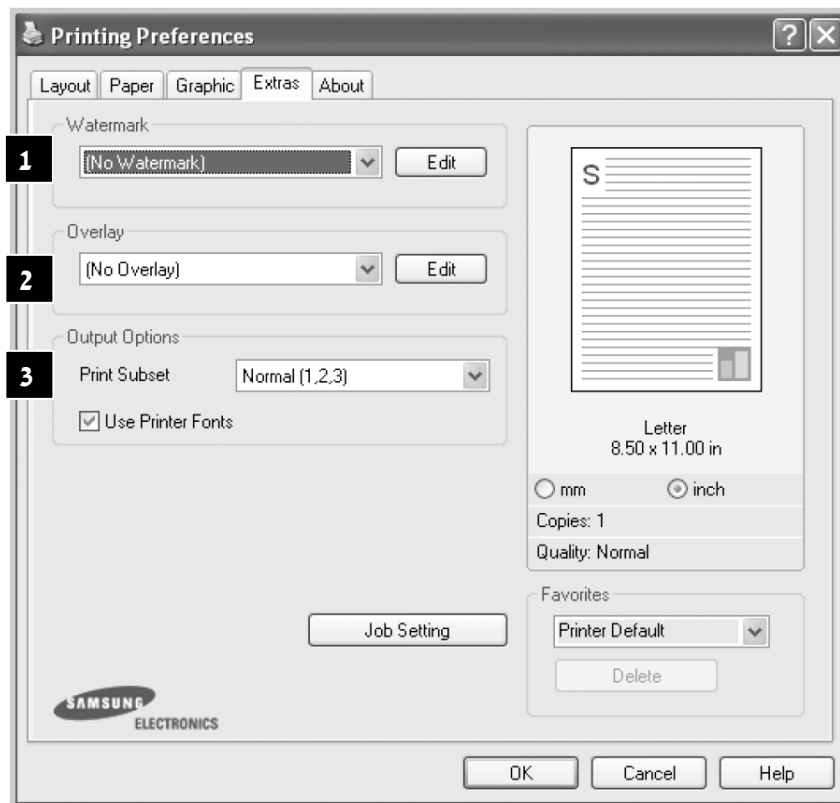 Printing Preferences
Layout Paper Graphic Extras About
Watermark
1
(No Watermark) Edit
Overlay
2
(No Overlay) Edit
Output Options
3
Print Subset Normal (1,2,3)
Use Printer Fonts
S
Letter
8.50 x 11.00 in
mm inch
Copies: 1
Quality: Normal
Job Setting
Favorites
Printer Default
Delete
SAMSUNG
ELECTRONICS
OK Cancel Help